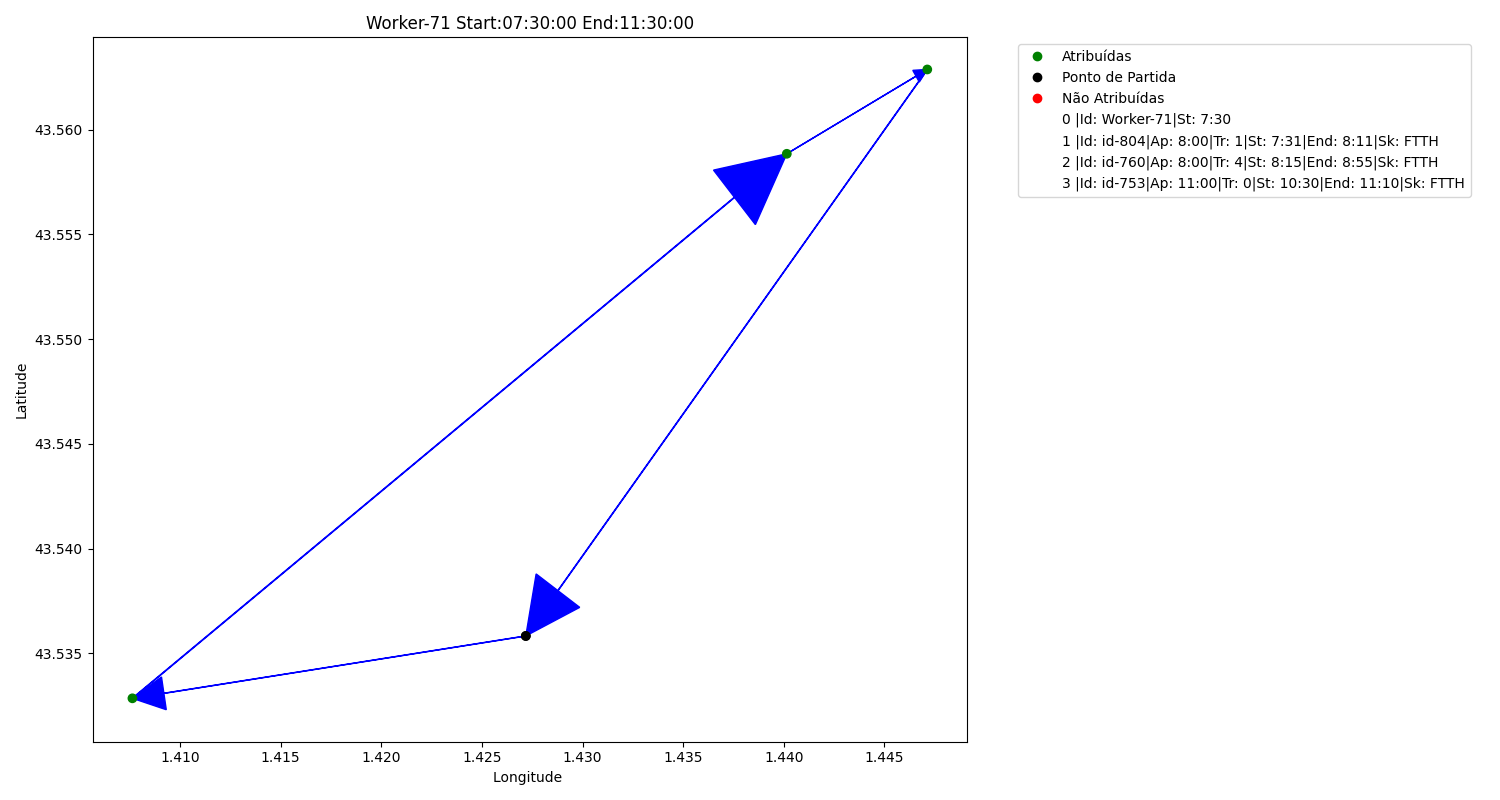 Worker-71 Start:07:30:00 End:11:30:00
Atribuídas
Ponto de Partida
Não Atribuídas
0 |Id: Worker-71|St: 7:30
1 |Id: id-804|Ap: 8:00|Tr: 1|St: 7:31|End: 8:11|Sk: FTTH
2 |Id: id-760|Ap: 8:00|Tr: 4|St: 8:15|End: 8:55|Sk: FTTH
3 |Id: id-753|Ap: 11:00|Tr: 0|St: 10:30|End: 11:10|Sk: FTTH
43.560
43.555
43.550
43.545
43.540
43.535
Latitude
1.410 1.415 1.420 1.425 1.430 1.435 1.440 1.445
Longitude